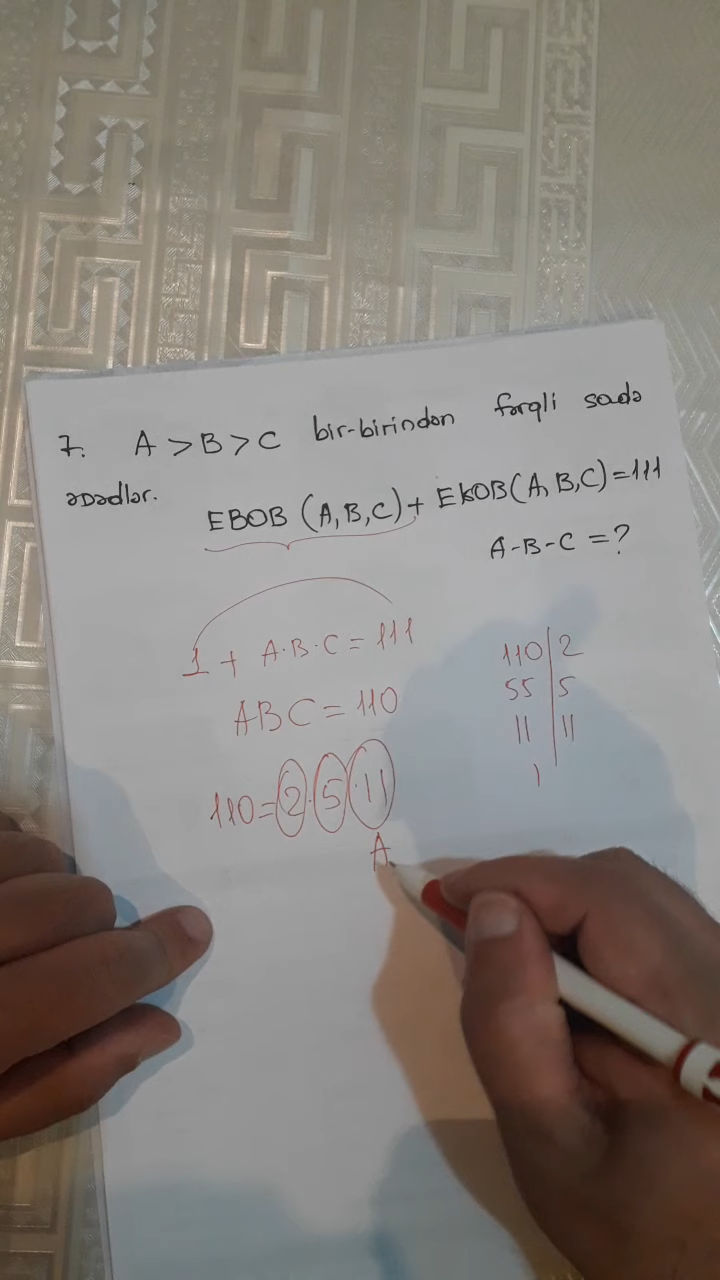 7. A > B > C bir-birindən fərqli sadə
ədədlər.
EBOB (A,B,C) + EKOB(A,B,C)=111
A-B-C = ?
1 + A·B·C = 111
ABC = 110
110=2·5·11
A
110 | 2
55 | 5
11 | 11
1